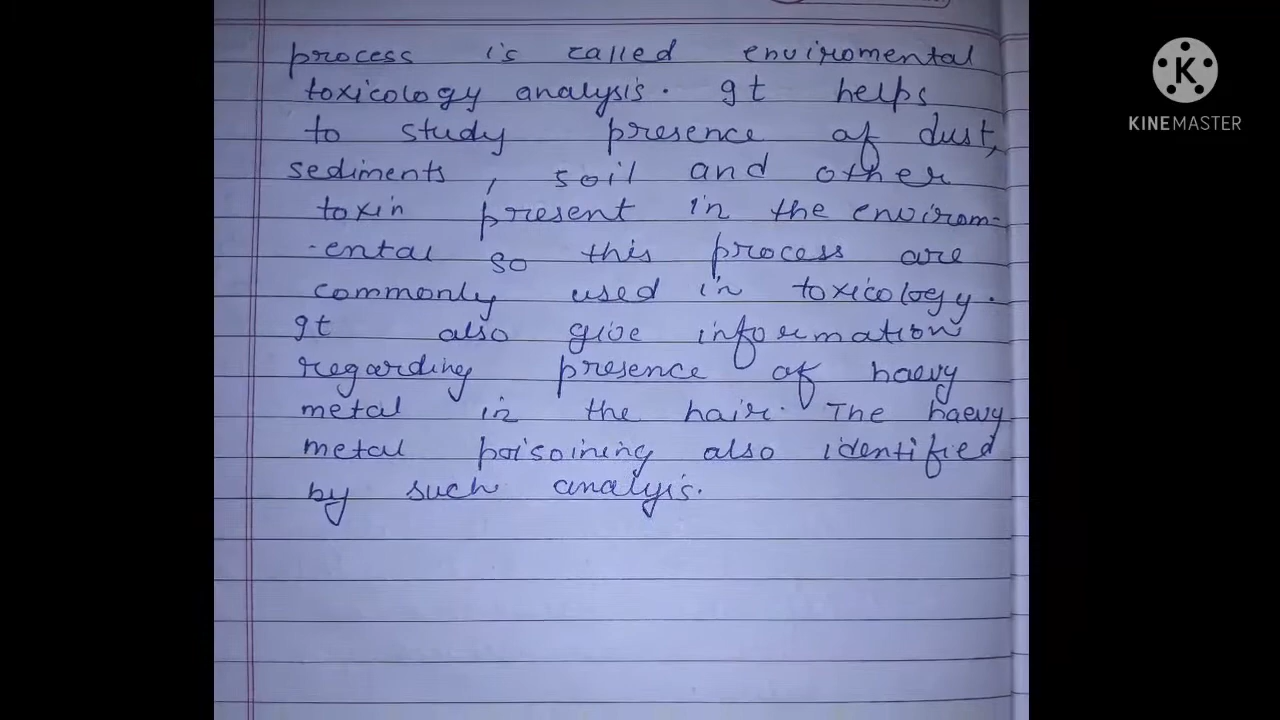 process is called enviromental
toxicology analysis. It helps
to study presence of dust,
sediments, soil and other
toxin present in the envirom-
-ental so this process are
commonly used in toxicology.
It also give information
regarding presence of haevy
metal in the hair. The haevy
metal poisoining also identified
by such analyis.
KINEMASTER